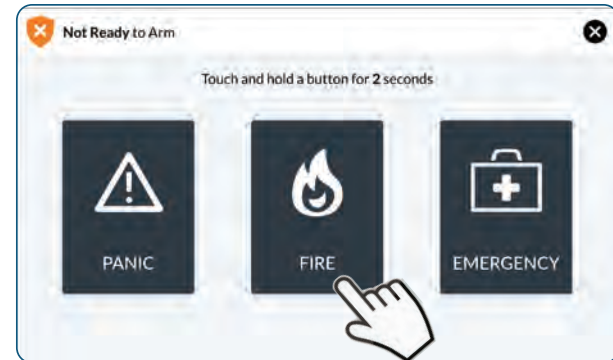 Not Ready to Arm
Touch and hold a button for 2 seconds
PANIC
FIRE
EMERGENCY